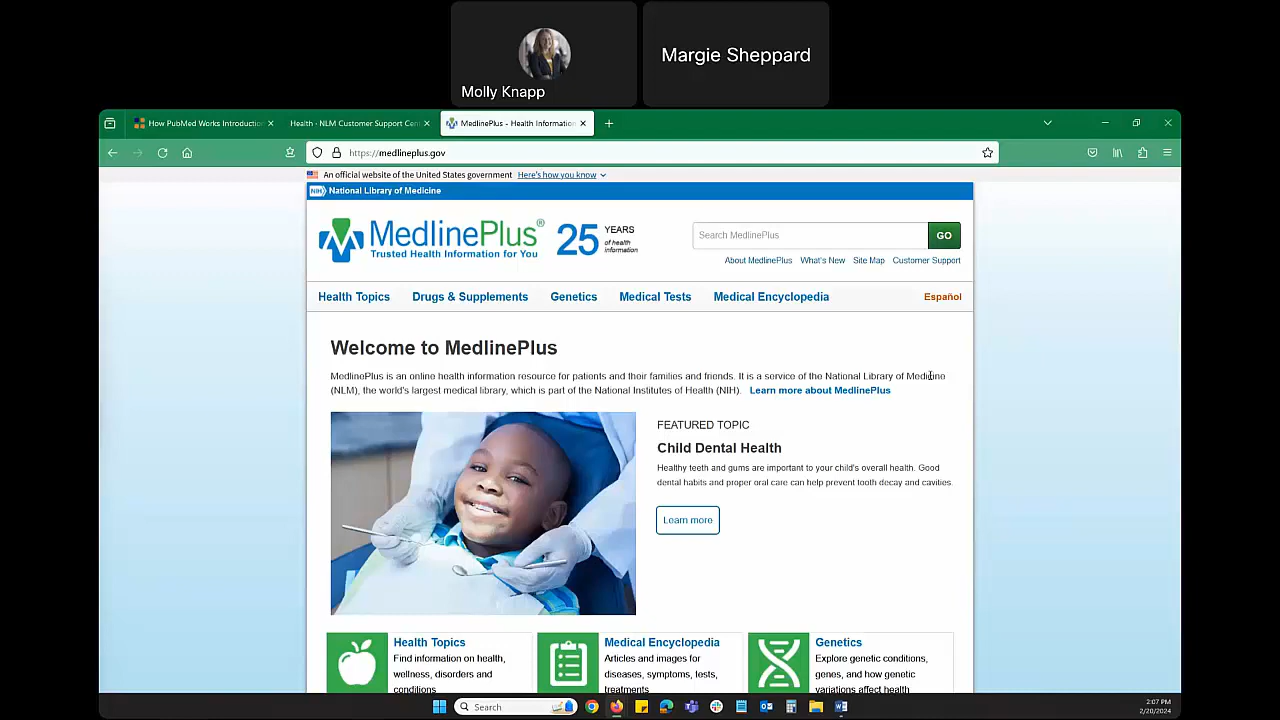 Molly Knapp
Margie Sheppard
How PubMed Works Introduction
Health · NLM Customer Support Cen
MedlinePlus - Health Information
https://medlineplus.gov
An official website of the United States government Here's how you know
NIH National Library of Medicine
MedlinePlus®
Trusted Health Information for You
25 YEARS
of health
information
Search MedlinePlus
GO
About MedlinePlus What's New Site Map Customer Support
Health Topics Drugs & Supplements Genetics Medical Tests Medical Encyclopedia Español
Welcome to MedlinePlus
MedlinePlus is an online health information resource for patients and their families and friends. It is a service of the National Library of Medicine
(NLM), the world's largest medical library, which is part of the National Institutes of Health (NIH). Learn more about MedlinePlus
FEATURED TOPIC
Child Dental Health
Healthy teeth and gums are important to your child's overall health. Good
dental habits and proper oral care can help prevent tooth decay and cavities.
Learn more
Health Topics
Find information on health,
wellness, disorders and
conditions
Medical Encyclopedia
Articles and images for
diseases, symptoms, tests,
treatments
Genetics
Explore genetic conditions,
genes, and how genetic
variations affect health
Search
2:07 PM
2/20/2024